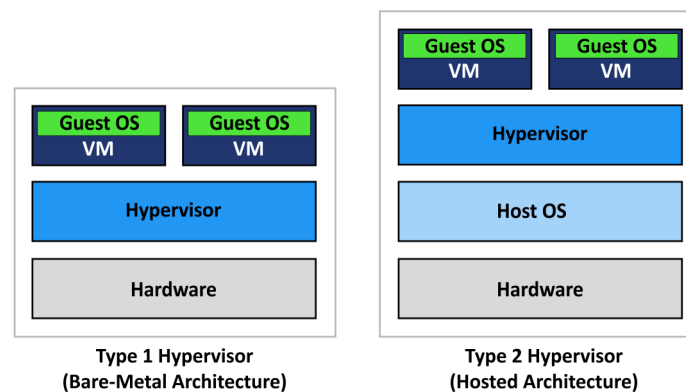 Guest OS
VM
Guest OS
VM
Hypervisor
Hardware
Type 1 Hypervisor
(Bare-Metal Architecture)
Guest OS
VM
Guest OS
VM
Hypervisor
Host OS
Hardware
Type 2 Hypervisor
(Hosted Architecture)